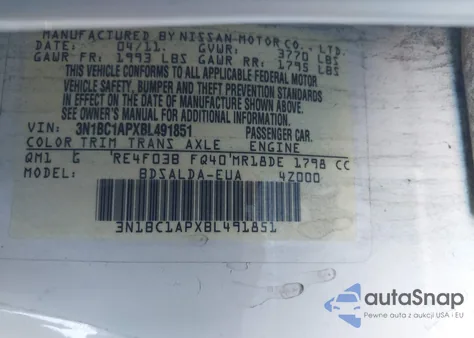 MANUFACTURED BY NISSAN MOTOR CO., LTD.
DATE: 04/11. GVWR: 3770 LBS
GAWR FR: 1993 LBS GAWR RR: 1795 LBS
THIS VEHICLE CONFORMS TO ALL APPLICABLE FEDERAL MOTOR
VEHICLE SAFETY, BUMPER, AND THEFT PREVENTION STANDARDS
IN EFFECT ON THE DATE OF MANUFACTURE SHOWN ABOVE.
SEE OWNER'S MANUAL FOR ADDITIONAL INFORMATION.
VIN: 3N1BC1APXBL491851 PASSENGER CAR.
COLOR TRIM TRANS AXLE ENGINE
QM1 G RE4F03B FQ40 MR18DE 1798 CC
MODEL: BDSALDA-EUA 4Z000
3N1BC1APXBL491851
autoSnap
Pewne auta z aukcji USA - EU